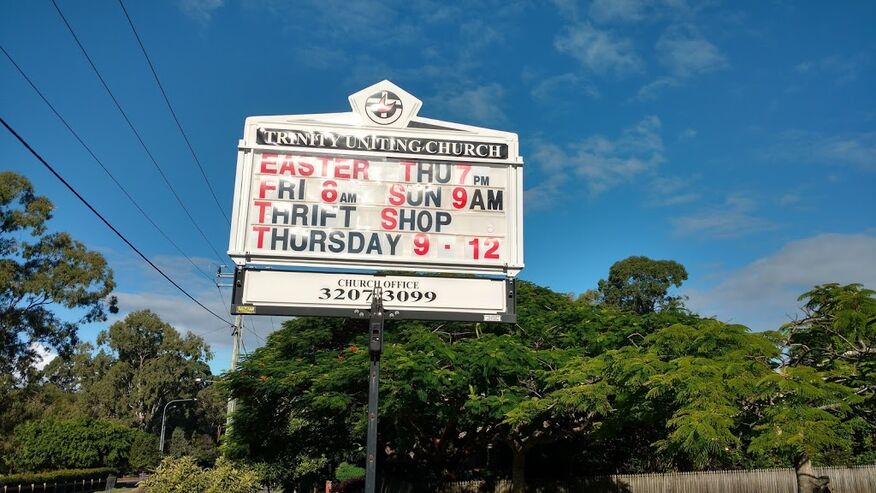 TRINITY UNITING CHURCH
EASTER THU 7 PM
FRI 8 AM SUN 9 AM
THRIFT SHOP
THURSDAY 9 - 12
CHURCH OFFICE
3207 3099